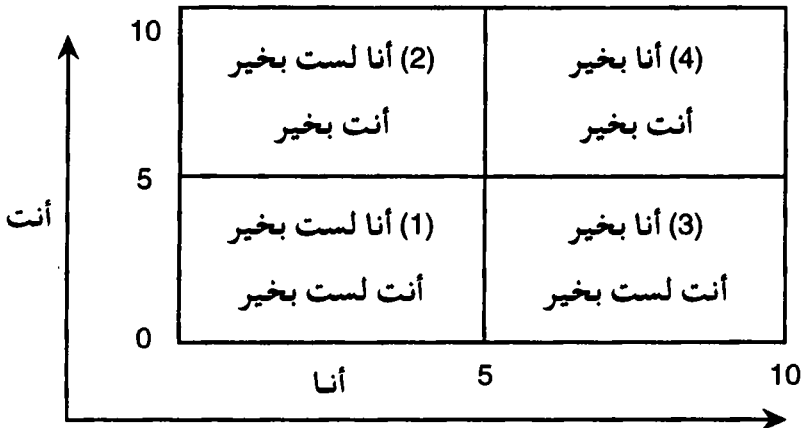 10
(2) أنا لست بخير
أنت بخير
(4) أنا بخير
أنت بخير
5
أنت
(1) أنا لست بخير
أنت لست بخير
(3) أنا بخير
أنت لست بخير
0
أنا
5
10